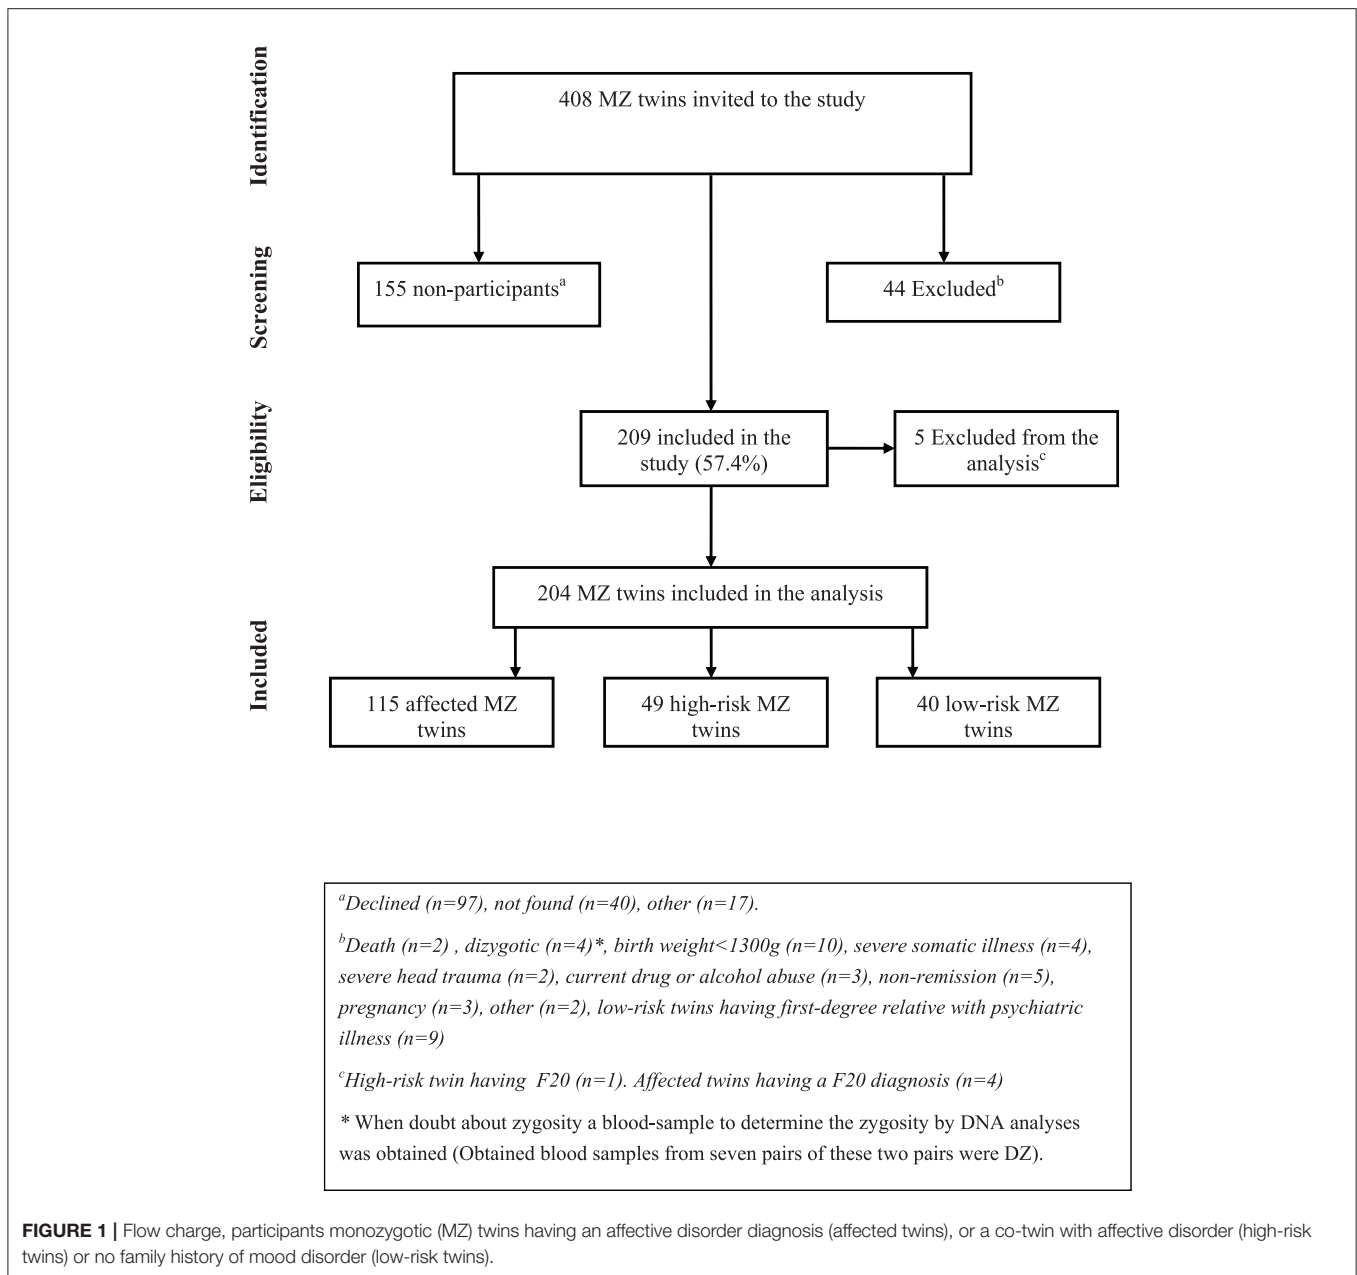 Identification
408 MZ twins invited to the study
Screening
155 non-participantsᵃ
44 Excludedᵇ
Eligibility
209 included in the
study (57.4%)
5 Excluded from the
analysisᶜ
204 MZ twins included in the analysis
Included
115 affected MZ
twins
49 high-risk MZ
twins
40 low-risk MZ
twins
ᵃDeclined (n=97), not found (n=40), other (n=17).
ᵇDeath (n=2) , dizygotic (n=4)*, birth weight<1300g (n=10), severe somatic illness (n=4),
severe head trauma (n=2), current drug or alcohol abuse (n=3), non-remission (n=5),
pregnancy (n=3), other (n=2), low-risk twins having first-degree relative with psychiatric
illness (n=9)
ᶜHigh-risk twin having F20 (n=1). Affected twins having a F20 diagnosis (n=4)
* When doubt about zygosity a blood-sample to determine the zygosity by DNA analyses
was obtained (Obtained blood samples from seven pairs of these two pairs were DZ).
FIGURE 1 | Flow charge, participants monozygotic (MZ) twins having an affective disorder diagnosis (affected twins), or a co-twin with affective disorder (high-risk
twins) or no family history of mood disorder (low-risk twins).